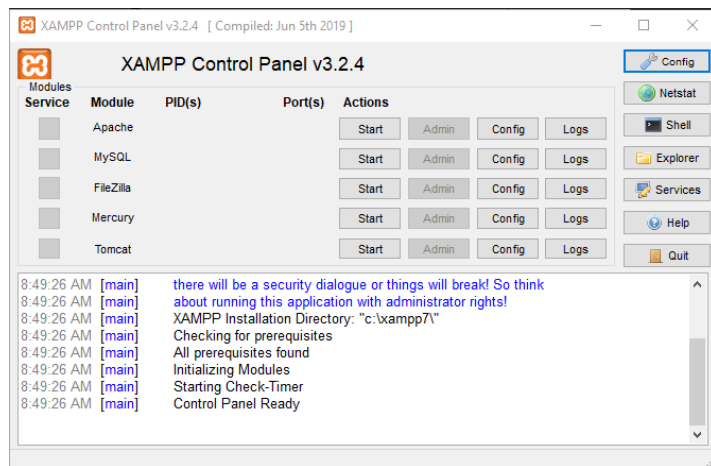 XAMPP Control Panel v3.2.4 [ Compiled: Jun 5th 2019 ]
XAMPP Control Panel v3.2.4
Config
Modules
Service Module PID(s) Port(s) Actions
Netstat
Apache Start Admin Config Logs
Shell
MySQL Start Admin Config Logs
Explorer
FileZilla Start Admin Config Logs
Services
Mercury Start Admin Config Logs
Help
Tomcat Start Admin Config Logs
Quit
8:49:26 AM [main] there will be a security dialogue or things will break! So think
8:49:26 AM [main] about running this application with administrator rights!
8:49:26 AM [main] XAMPP Installation Directory: "c:\xampp7\"
8:49:26 AM [main] Checking for prerequisites
8:49:26 AM [main] All prerequisites found
8:49:26 AM [main] Initializing Modules
8:49:26 AM [main] Starting Check-Timer
8:49:26 AM [main] Control Panel Ready